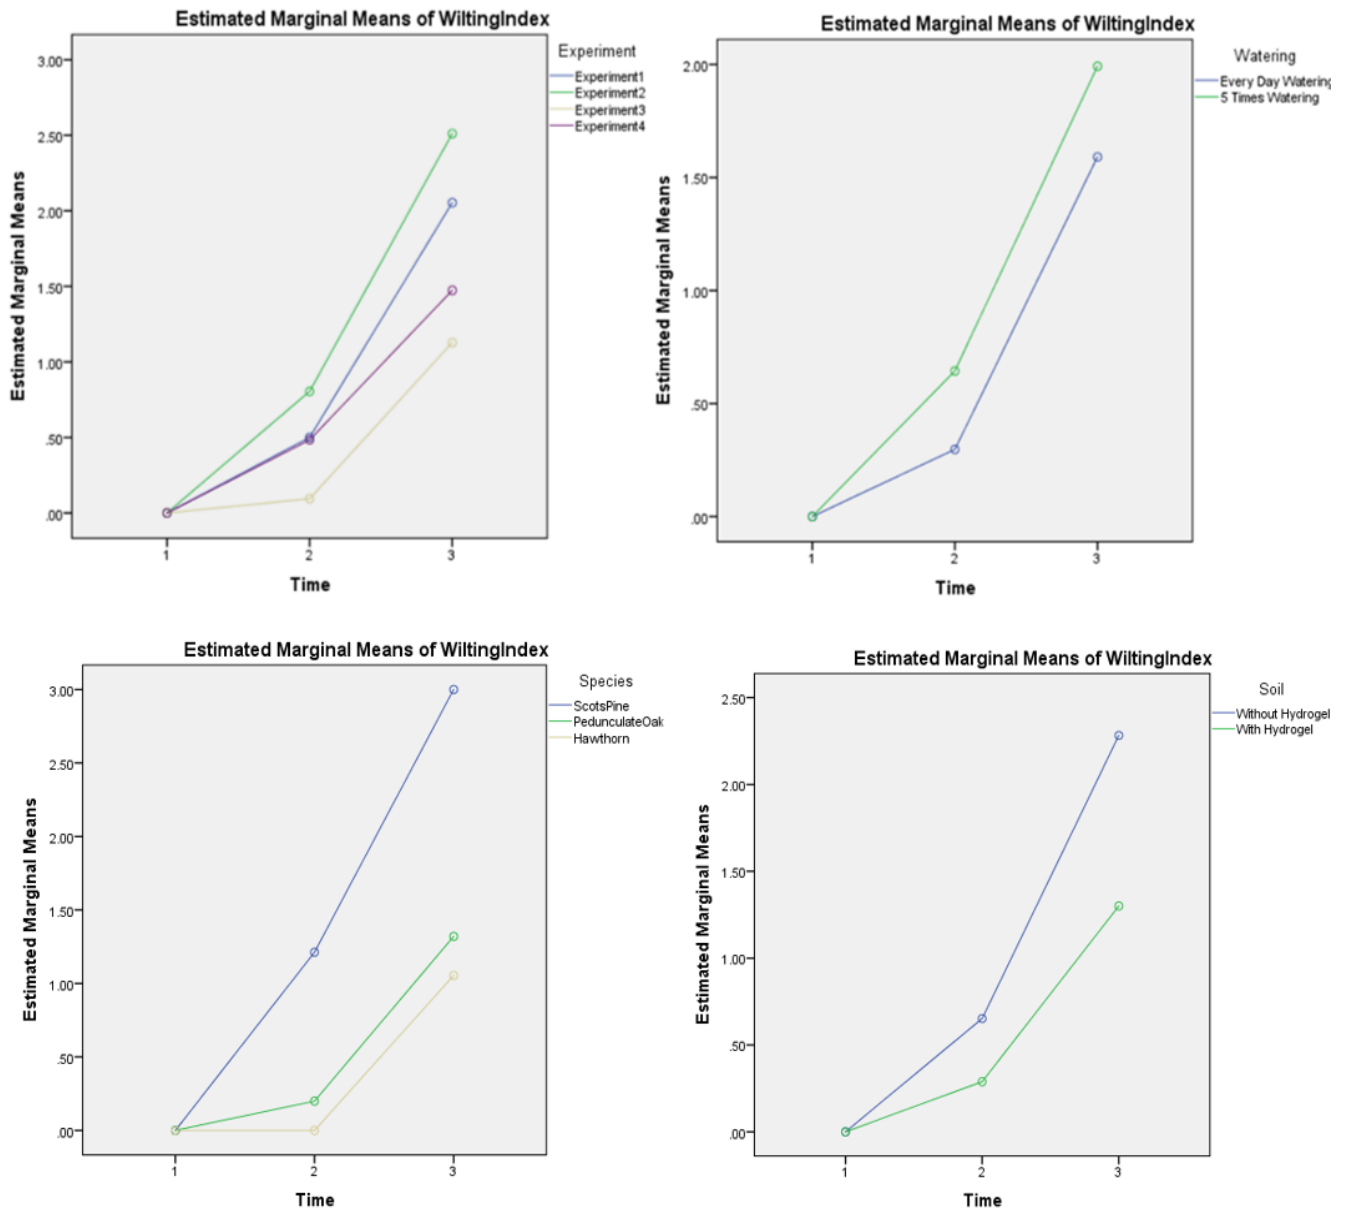 Estimated Marginal Means of WiltingIndex
Experiment
Experiment1
Experiment2
Experiment3
Experiment4
Estimated Marginal Means
3.00
2.50
2.00
1.50
1.00
.50
.00
1 2 3
Time
Estimated Marginal Means of WiltingIndex
Watering
Every Day Watering
5 Times Watering
Estimated Marginal Means
2.00
1.50
1.00
.50
.00
1 2 3
Time
Estimated Marginal Means of WiltingIndex
Species
ScotsPine
PedunculateOak
Hawthorn
Estimated Marginal Means
3.00
2.50
2.00
1.50
1.00
.50
.00
1 2 3
Time
Estimated Marginal Means of WiltingIndex
Soil
Without Hydrogel
With Hydrogel
Estimated Marginal Means
2.50
2.00
1.50
1.00
.50
.00
1 2 3
Time